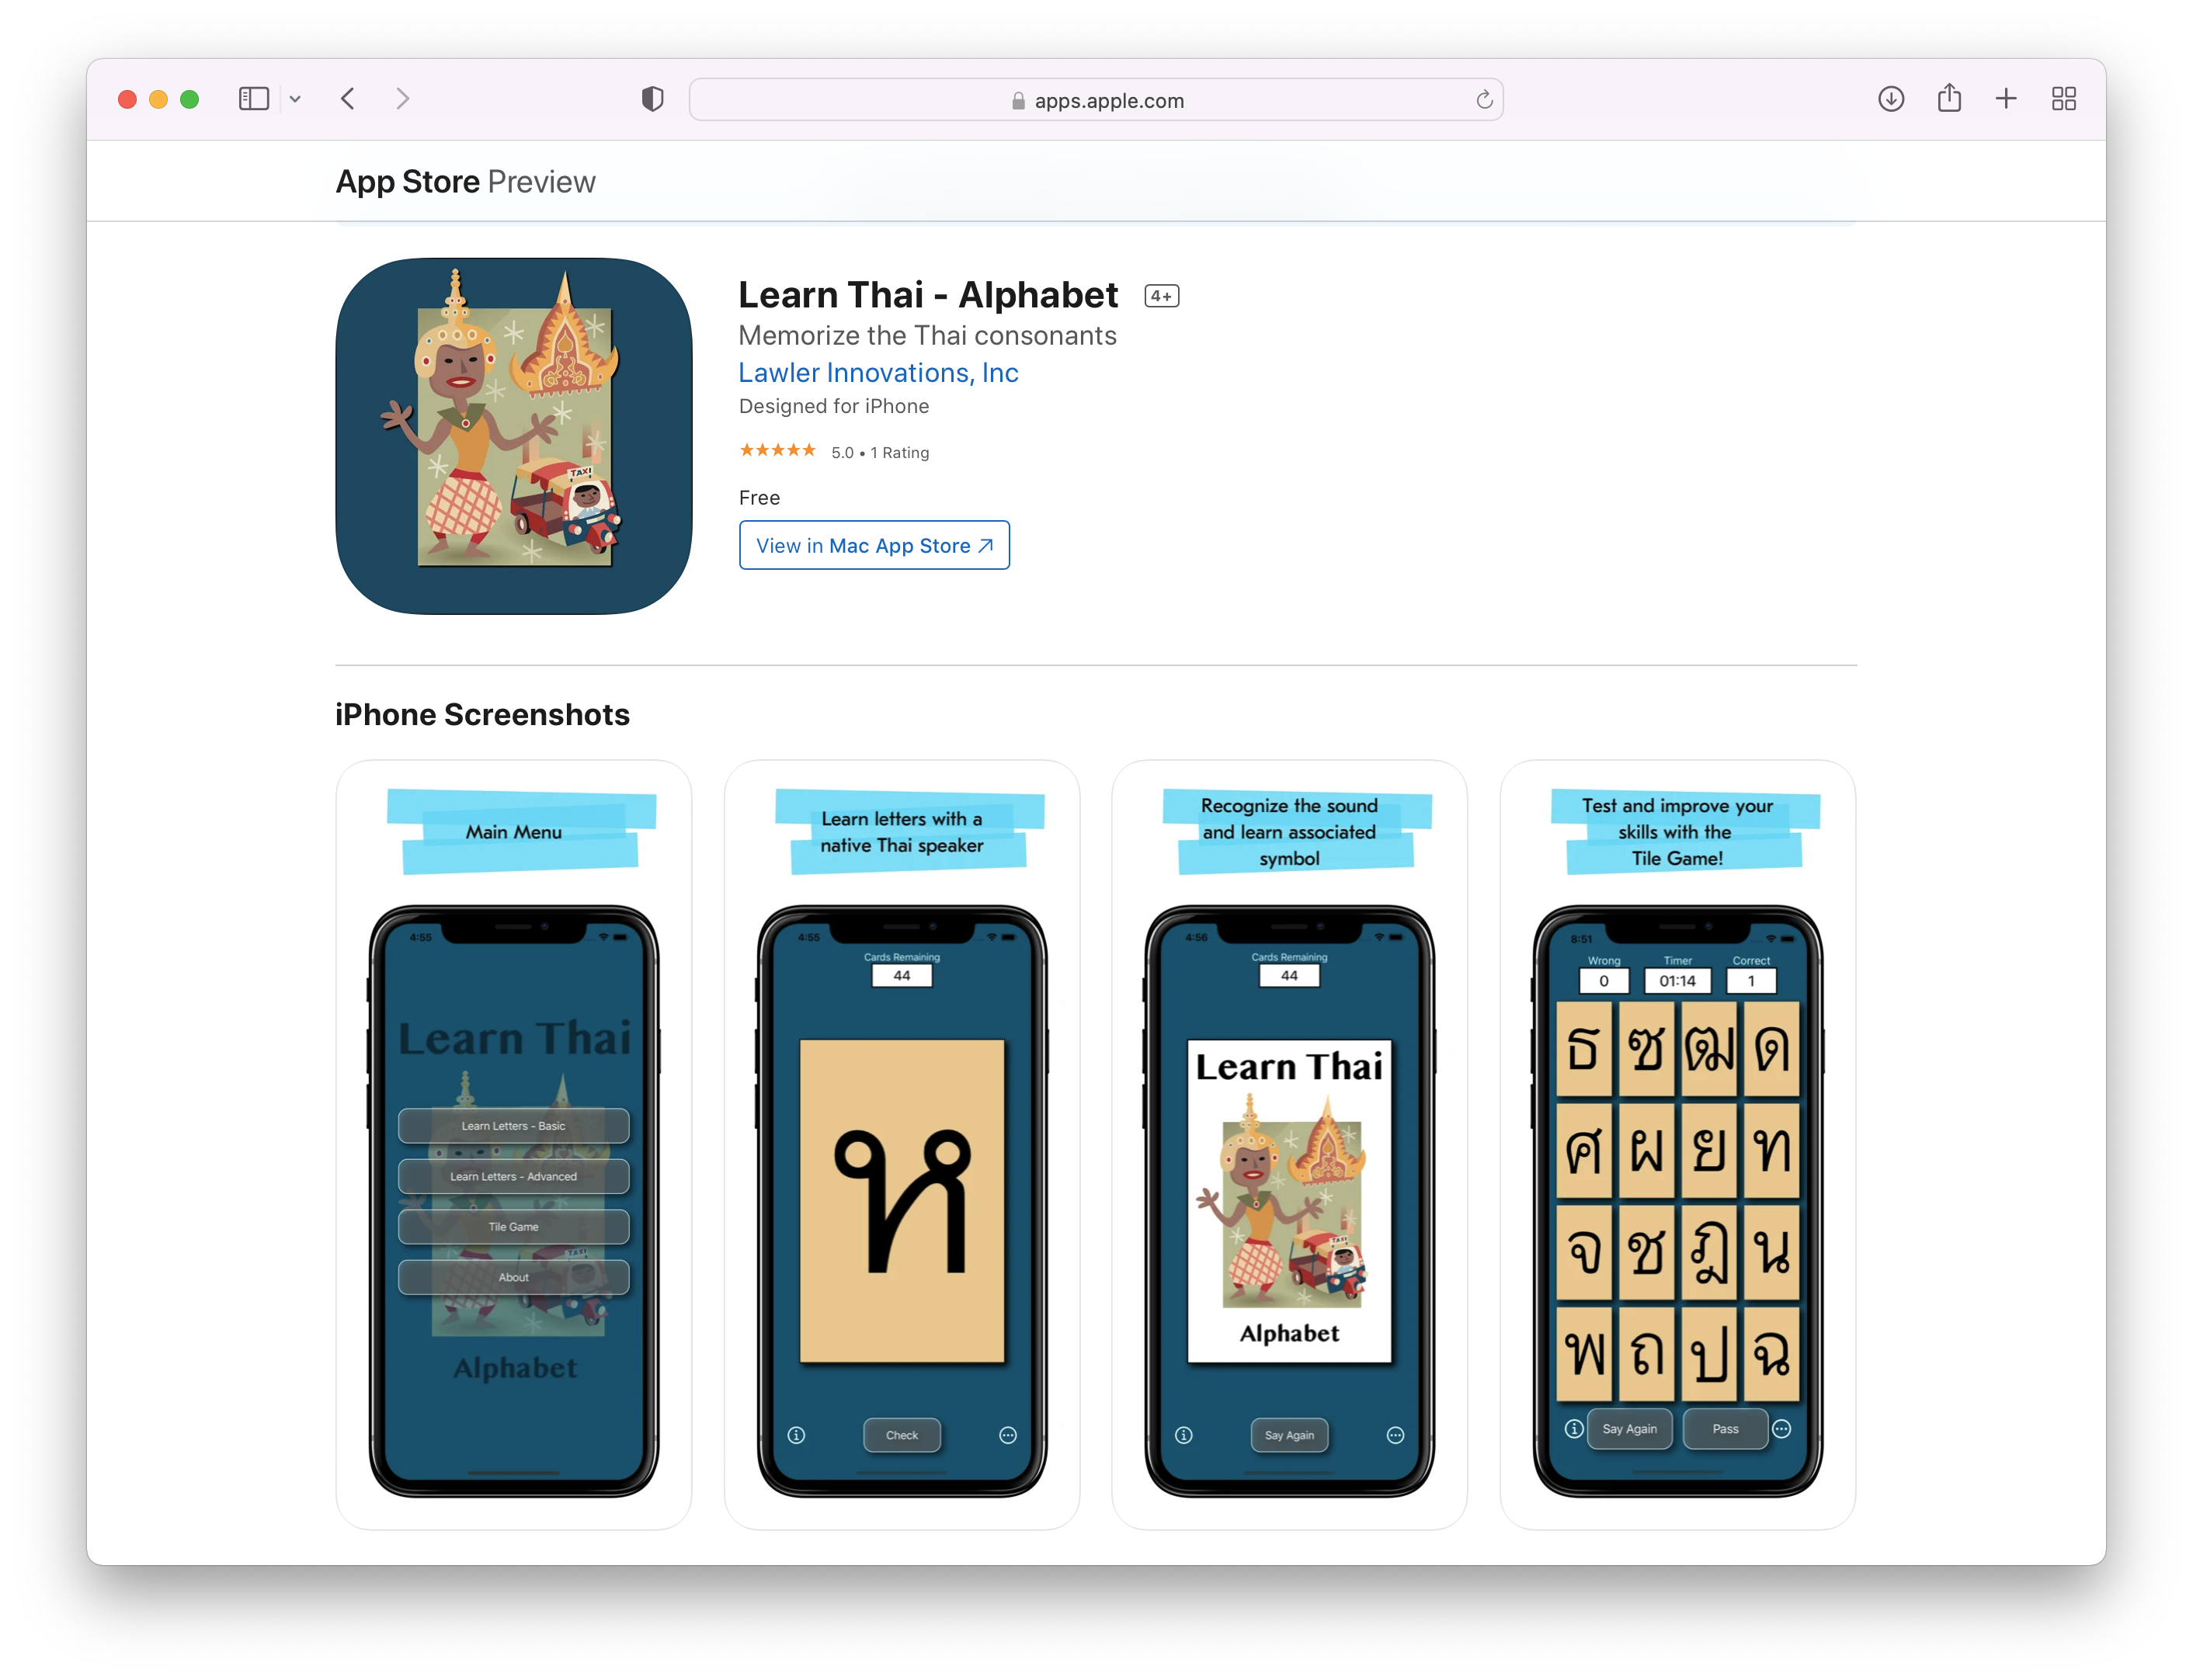 apps.apple.com
App Store Preview
Learn Thai - Alphabet 4+
Memorize the Thai consonants
Lawler Innovations, Inc
Designed for iPhone
★★★★★ 5.0 • 1 Rating
Free
View in Mac App Store
TAXI
iPhone Screenshots
Main Menu
4:55
Learn Thai
Learn Letters - Basic
Learn Letters - Advanced
Tile Game
TAXI
About
Alphabet
Learn letters with a
native Thai speaker
4:55
Cards Remaining
44
ห
Check
Recognize the sound
and learn associated
symbol
4:56
Cards Remaining
44
Learn Thai
TAXI
Alphabet
Say Again
Test and improve your
skills with the
Tile Game!
8:51
Wrong Timer Correct
0 01:14 1
ธ ซ ฒ ด
ศ ผ ย ท
จ ช ฎ น
พ ถ ป ฉ
Say Again Pass